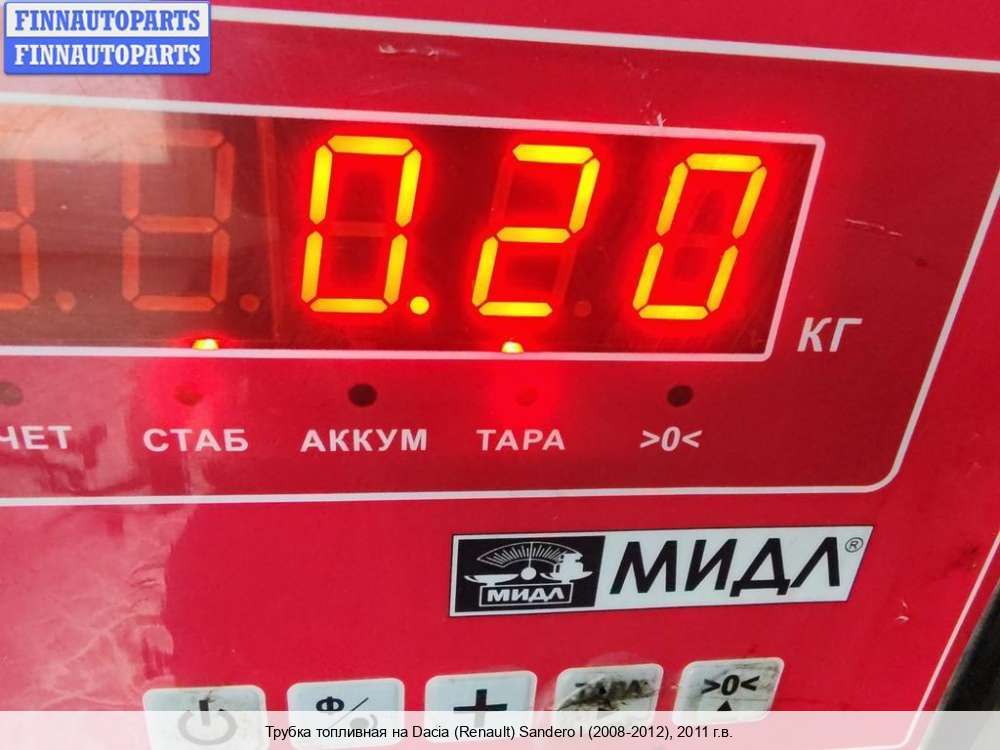 FINNAUTOPARTS
FINNAUTOPARTS
0.20
КГ
СТАБ АККУМ ТАРА >0<
МИДЛ МИДЛ®
Ф
+ ТАРА >0<
Трубка топливная на Dacia (Renault) Sandero I (2008-2012), 2011 г.в.